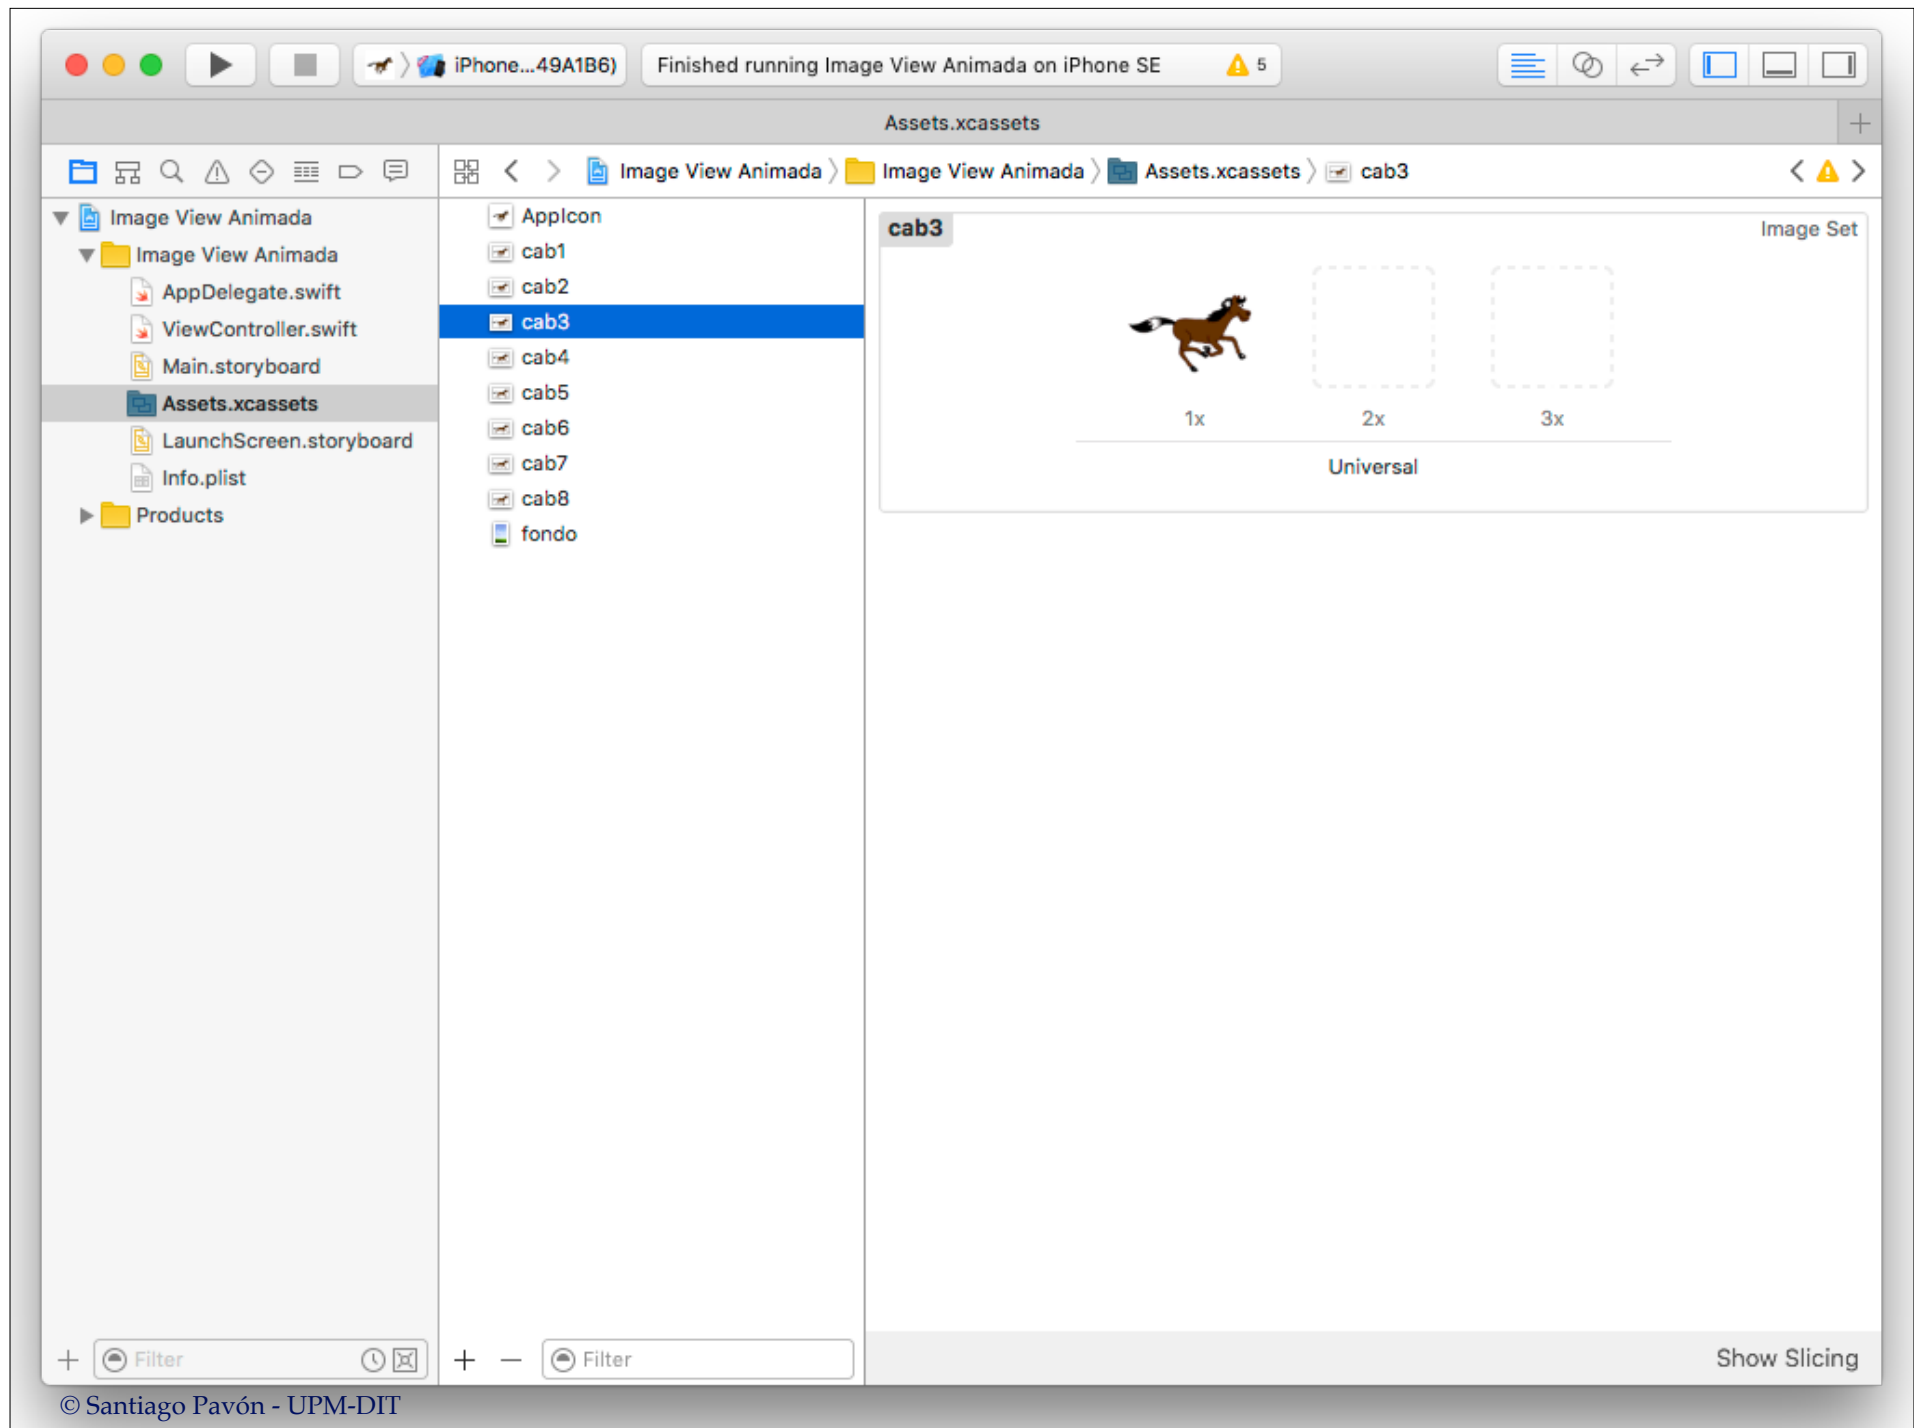 iPhone...49A1B6)
Finished running Image View Animada on iPhone SE
5
Assets.xcassets
Image View Animada
Image View Animada
Assets.xcassets
cab3
Image View Animada
Image View Animada
AppDelegate.swift
ViewController.swift
Main.storyboard
Assets.xcassets
LaunchScreen.storyboard
Info.plist
Products
AppIcon
cab1
cab2
cab3
cab4
cab5
cab6
cab7
cab8
fondo
cab3
Image Set
1x
2x
3x
Universal
Filter
Filter
Show Slicing
© Santiago Pavón - UPM-DIT